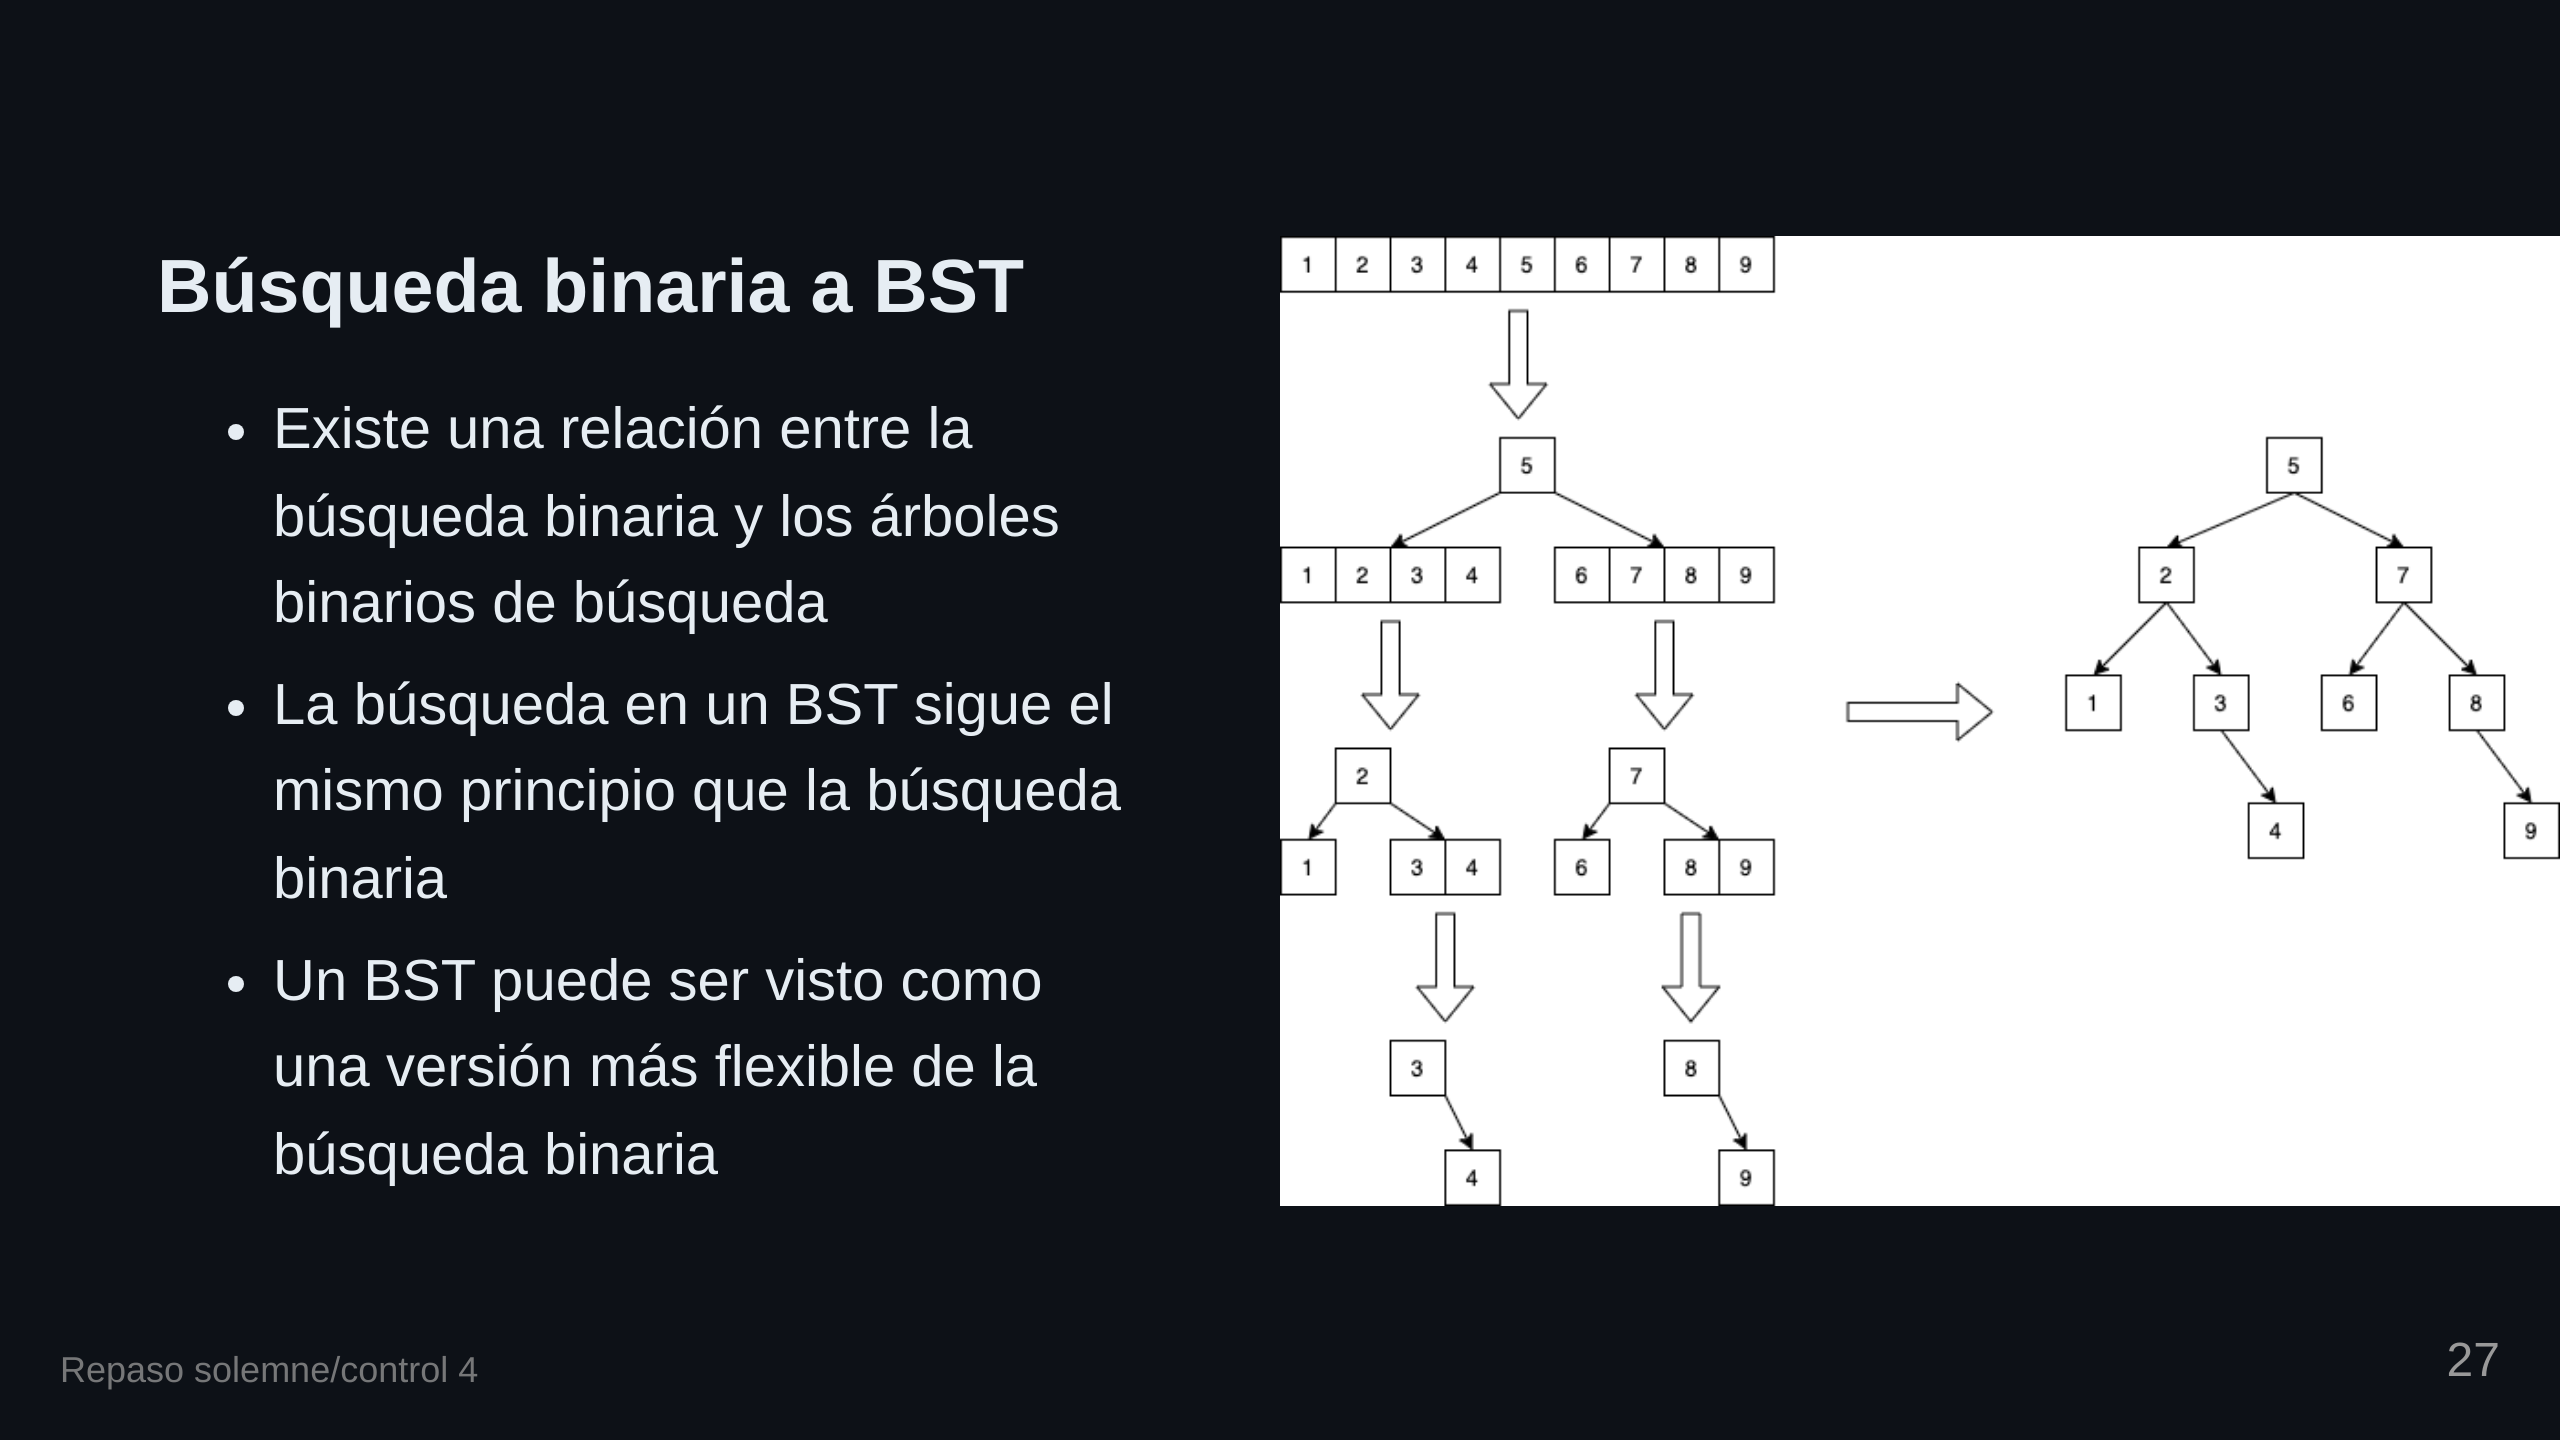 Búsqueda binaria a BST
• Existe una relación entre la
búsqueda binaria y los árboles
binarios de búsqueda
• La búsqueda en un BST sigue el
mismo principio que la búsqueda
binaria
• Un BST puede ser visto como
una versión más flexible de la
búsqueda binaria
1 2 3 4 5 6 7 8 9
5
1 2 3 4 6 7 8 9
2 7
1 3 4 6 8 9
3 8
4 9
5
2 7
1 3 6 8
4 9
Repaso solemne/control 4
27